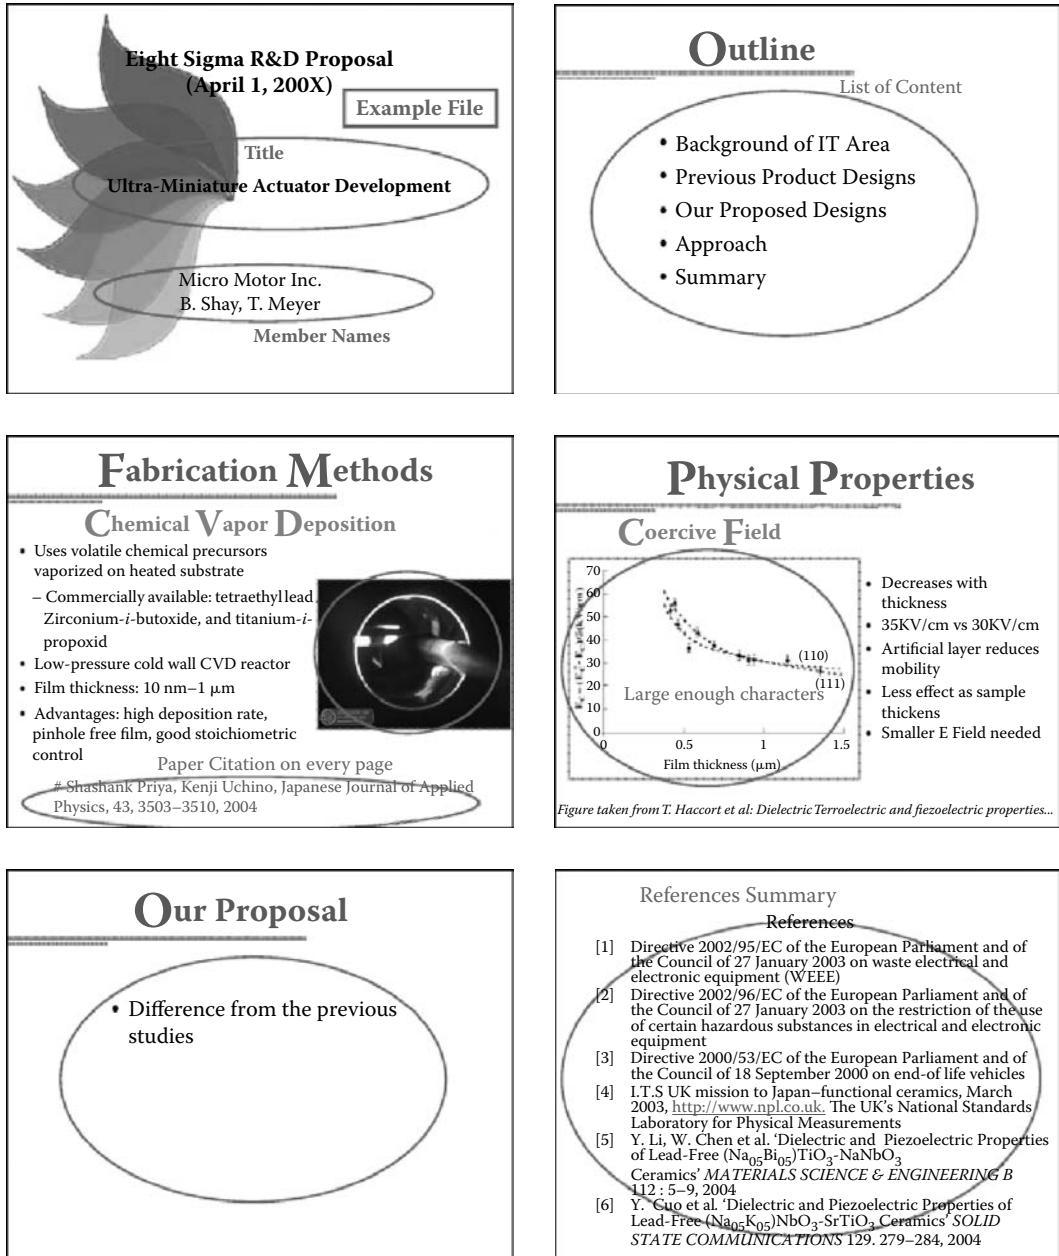 Eight Sigma R&D Proposal
(April 1, 200X)
Example File
Title
Ultra-Miniature Actuator Development
Micro Motor Inc.
B. Shay, T. Meyer
Member Names
Outline
List of Content
• Background of IT Area
• Previous Product Designs
• Our Proposed Designs
• Approach
• Summary
Fabrication Methods
Chemical Vapor Deposition
• Uses volatile chemical precursors
vaporized on heated substrate
– Commercially available: tetraethyl lead
Zirconium-i-butoxide, and titanium-i-
propoxid
• Low-pressure cold wall CVD reactor
• Film thickness: 10 nm–1 μm
• Advantages: high deposition rate,
pinhole free film, good stoichiometric
control
Paper Citation on every page
# Shashank Priya, Kenji Uchino, Japanese Journal of Applied
Physics, 43, 3503–3510, 2004
Physical Properties
Coercive Field
70
60
50
40
30
20
10
0
0
0.5
1
1.5
(110)
(111)
Large enough characters
Film thickness (μm)
• Decreases with
thickness
• 35KV/cm vs 30KV/cm
• Artificial layer reduces
mobility
• Less effect as sample
thickens
• Smaller E Field needed
Figure taken from T. Haccort et al: Dielectric Terroelectric and fiezoelectric properties...
Our Proposal
• Difference from the previous
studies
References Summary
References
[1] Directive 2002/95/EC of the European Parliament and of
the Council of 27 January 2003 on waste electrical and
electronic equipment (WEEE)
[2] Directive 2002/96/EC of the European Parliament and of
the Council of 27 January 2003 on the restriction of the use
of certain hazardous substances in electrical and electronic
equipment
[3] Directive 2000/53/EC of the European Parliament and of
the Council of 18 September 2000 on end-of life vehicles
[4] I.T.S UK mission to Japan–functional ceramics, March
2003, http://www.npl.co.uk. The UK's National Standards
Laboratory for Physical Measurements
[5] Y. Li, W. Chen et al. 'Dielectric and Piezoelectric Properties
of Lead-Free (Na05Bi05)TiO3-NaNbO3
Ceramics' MATERIALS SCIENCE & ENGINEERING B
112 : 5–9, 2004
[6] Y. Cuo et al. 'Dielectric and Piezoelectric Properties of
Lead-Free (Na05K05)NbO3-SrTiO3 Ceramics' SOLID
STATE COMMUNICATIONS 129. 279–284, 2004